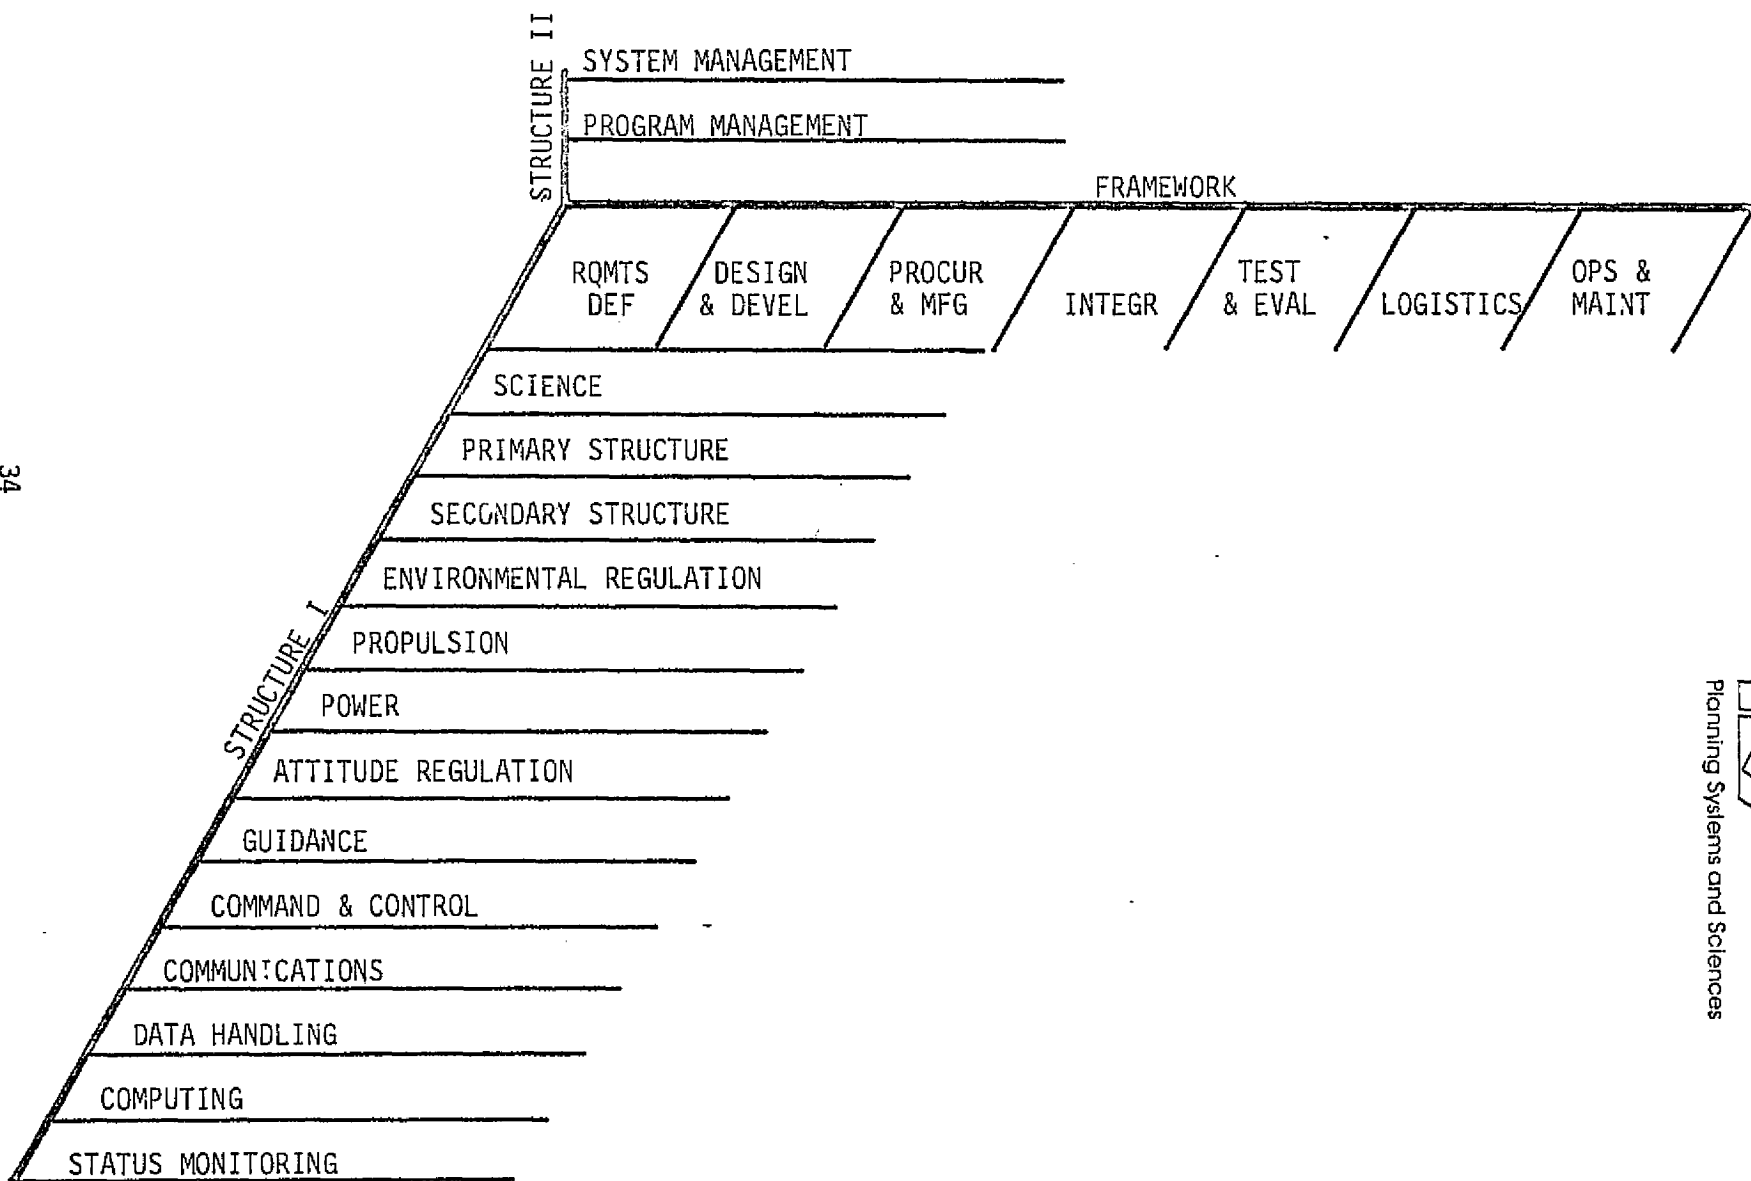 STRUCTURE II
SYSTEM MANAGEMENT
PROGRAM MANAGEMENT
FRAMEWORK
RQMTS
DEF
DESIGN
& DEVEL
PROCUR
& MFG
INTEGR
TEST
& EVAL
LOGISTICS
OPS &
MAINT
STRUCTURE I
SCIENCE
PRIMARY STRUCTURE
SECONDARY STRUCTURE
ENVIRONMENTAL REGULATION
PROPULSION
POWER
ATTITUDE REGULATION
GUIDANCE
COMMAND & CONTROL
COMMUNICATIONS
DATA HANDLING
COMPUTING
STATUS MONITORING
34
Planning Systems and Sciences